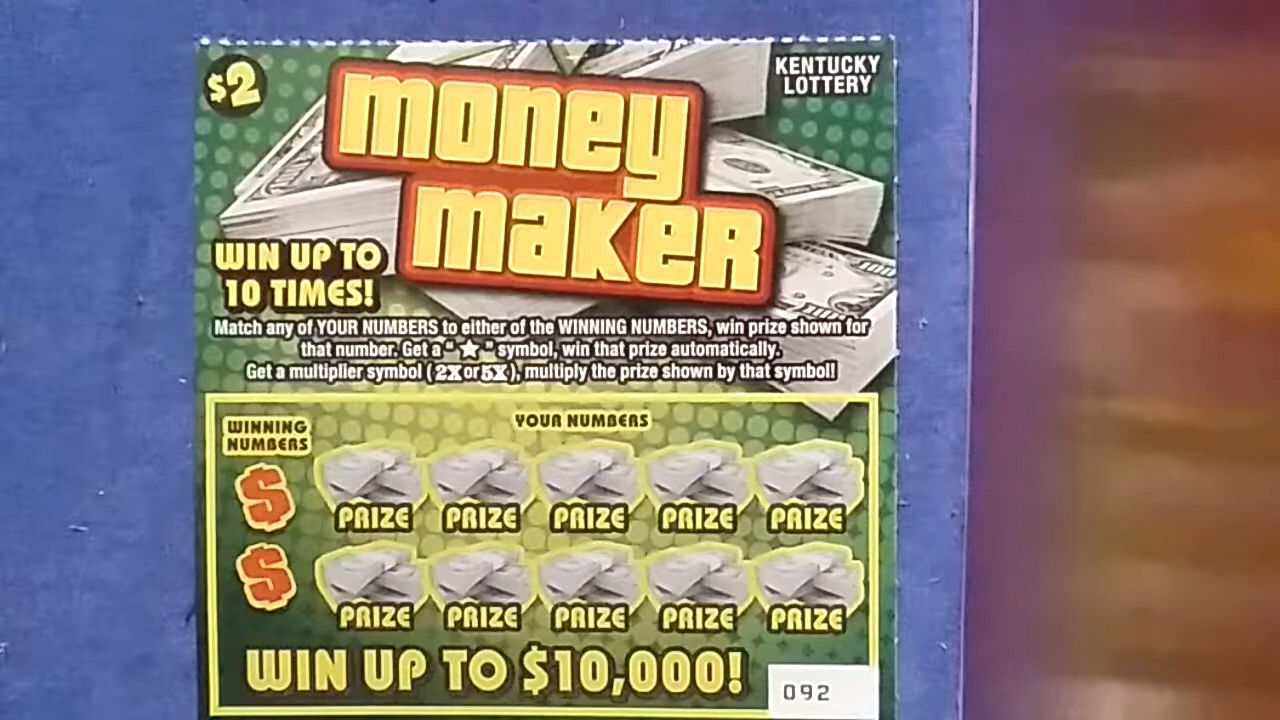 $2
KENTUCKY
LOTTERY
money
maker
WIN UP TO
10 TIMES!
Match any of YOUR NUMBERS to either of the WINNING NUMBERS, win prize shown for
that number. Get a "★" symbol, win that prize automatically.
Get a multiplier symbol (2X or 5X), multiply the prize shown by that symbol!
WINNING
NUMBERS
YOUR NUMBERS
$
PRIZE PRIZE PRIZE PRIZE PRIZE
$
PRIZE PRIZE PRIZE PRIZE PRIZE
WIN UP TO $10,000!
092
100